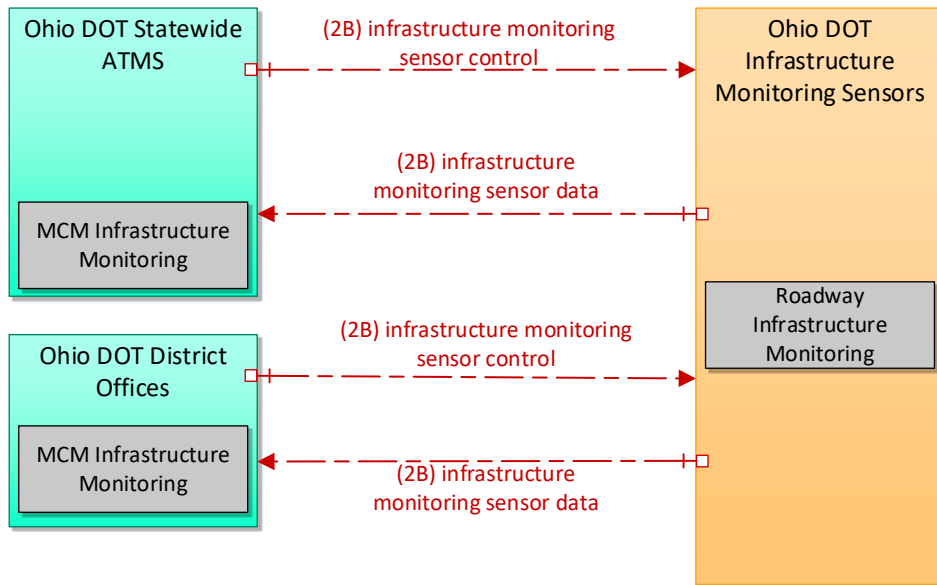 Ohio DOT Statewide
ATMS
(2B) infrastructure monitoring
sensor control
Ohio DOT
Infrastructure
Monitoring Sensors
(2B) infrastructure
monitoring sensor data
MCM Infrastructure
Monitoring
Roadway
Infrastructure
Monitoring
Ohio DOT District
Offices
(2B) infrastructure monitoring
sensor control
MCM Infrastructure
Monitoring
(2B) infrastructure
monitoring sensor data